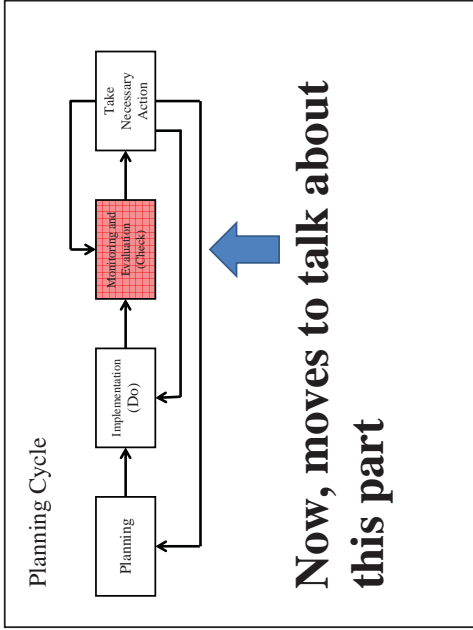 Planning Cycle
Planning
Implementation
(Do)
Monitoring and
Evaluation
(Check)
Take
Necessary
Action
Now, moves to talk about
this part